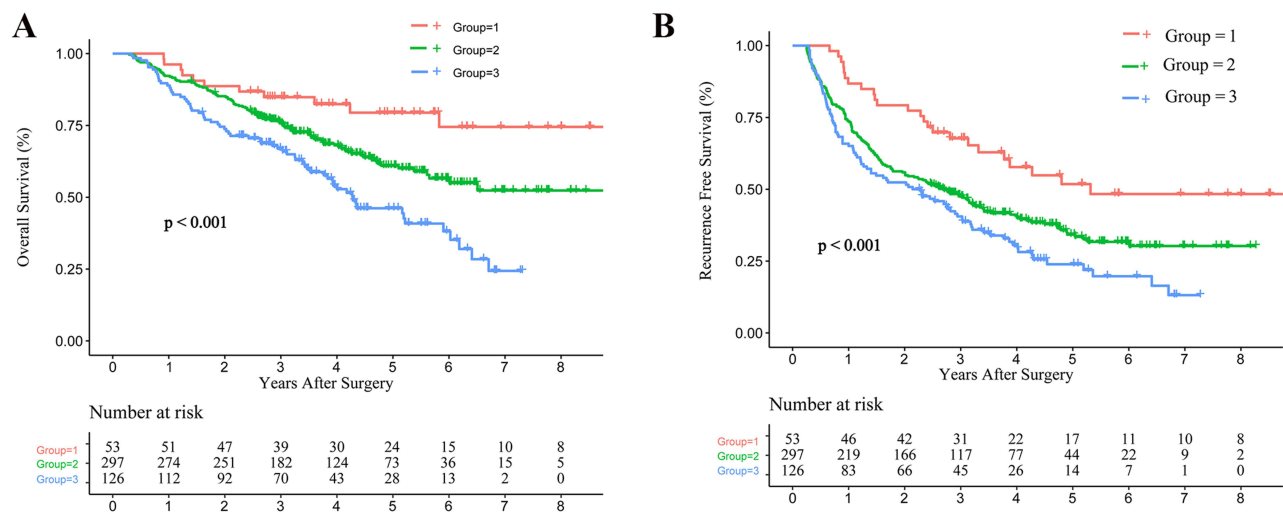 A
Group=1
Group=2
Group=3
Overall Survival (%)
1.00
0.75
0.50
0.25
0.00
p < 0.001
0 1 2 3 4 5 6 7 8
Years After Surgery
Number at risk
Group=1 53 51 47 39 30 24 15 10 8
Group=2 297 274 251 182 124 73 36 15 5
Group=3 126 112 92 70 43 28 13 2 0
0 1 2 3 4 5 6 7 8
B
Group = 1
Group = 2
Group = 3
Recurrence Free Survival (%)
1.00
0.75
0.50
0.25
0.00
p < 0.001
0 1 2 3 4 5 6 7 8
Years After Surgery
Number at risk
Group=1 53 46 42 31 22 17 11 10 8
Group=2 297 219 166 117 77 44 22 9 2
Group=3 126 83 66 45 26 14 7 1 0
0 1 2 3 4 5 6 7 8